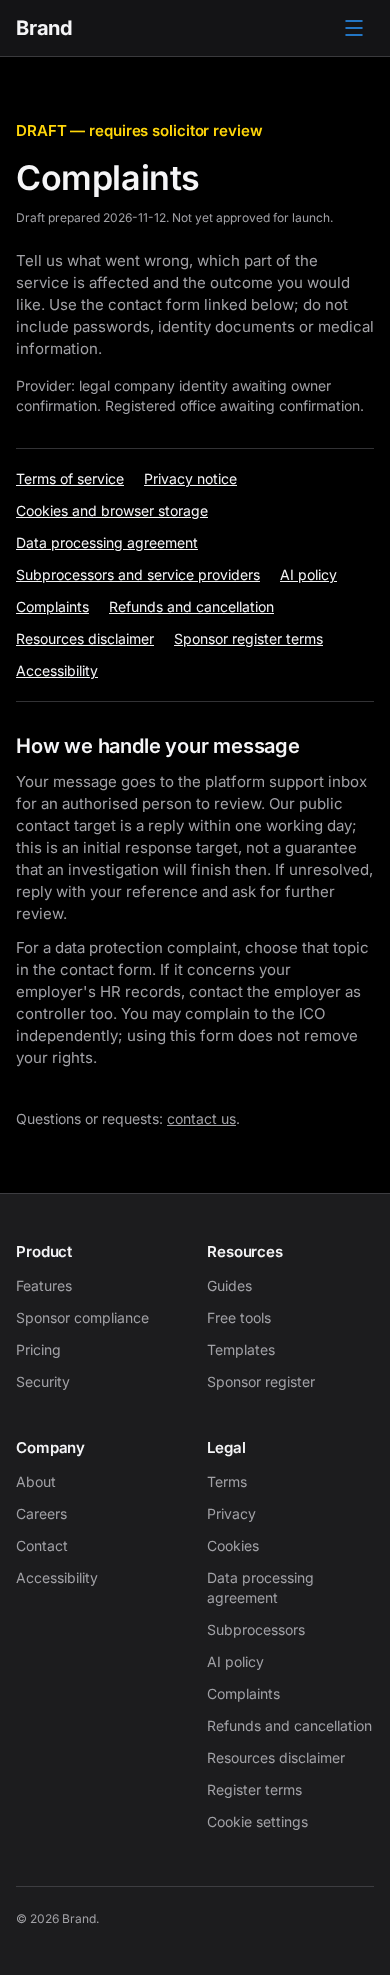 Brand
DRAFT — requires solicitor review
Complaints
Draft prepared 2026-11-12. Not yet approved for launch.
Tell us what went wrong, which part of the
service is affected and the outcome you would
like. Use the contact form linked below; do not
include passwords, identity documents or medical
information.
Provider: legal company identity awaiting owner
confirmation. Registered office awaiting confirmation.
Terms of service Privacy notice
Cookies and browser storage
Data processing agreement
Subprocessors and service providers AI policy
Complaints Refunds and cancellation
Resources disclaimer Sponsor register terms
Accessibility
How we handle your message
Your message goes to the platform support inbox
for an authorised person to review. Our public
contact target is a reply within one working day;
this is an initial response target, not a guarantee
that an investigation will finish then. If unresolved,
reply with your reference and ask for further
review.
For a data protection complaint, choose that topic
in the contact form. If it concerns your
employer's HR records, contact the employer as
controller too. You may complain to the ICO
independently; using this form does not remove
your rights.
Questions or requests: contact us.
Product
Features
Sponsor compliance
Pricing
Security
Resources
Guides
Free tools
Templates
Sponsor register
Company
About
Careers
Contact
Accessibility
Legal
Terms
Privacy
Cookies
Data processing
agreement
Subprocessors
AI policy
Complaints
Refunds and cancellation
Resources disclaimer
Register terms
Cookie settings
© 2026 Brand.